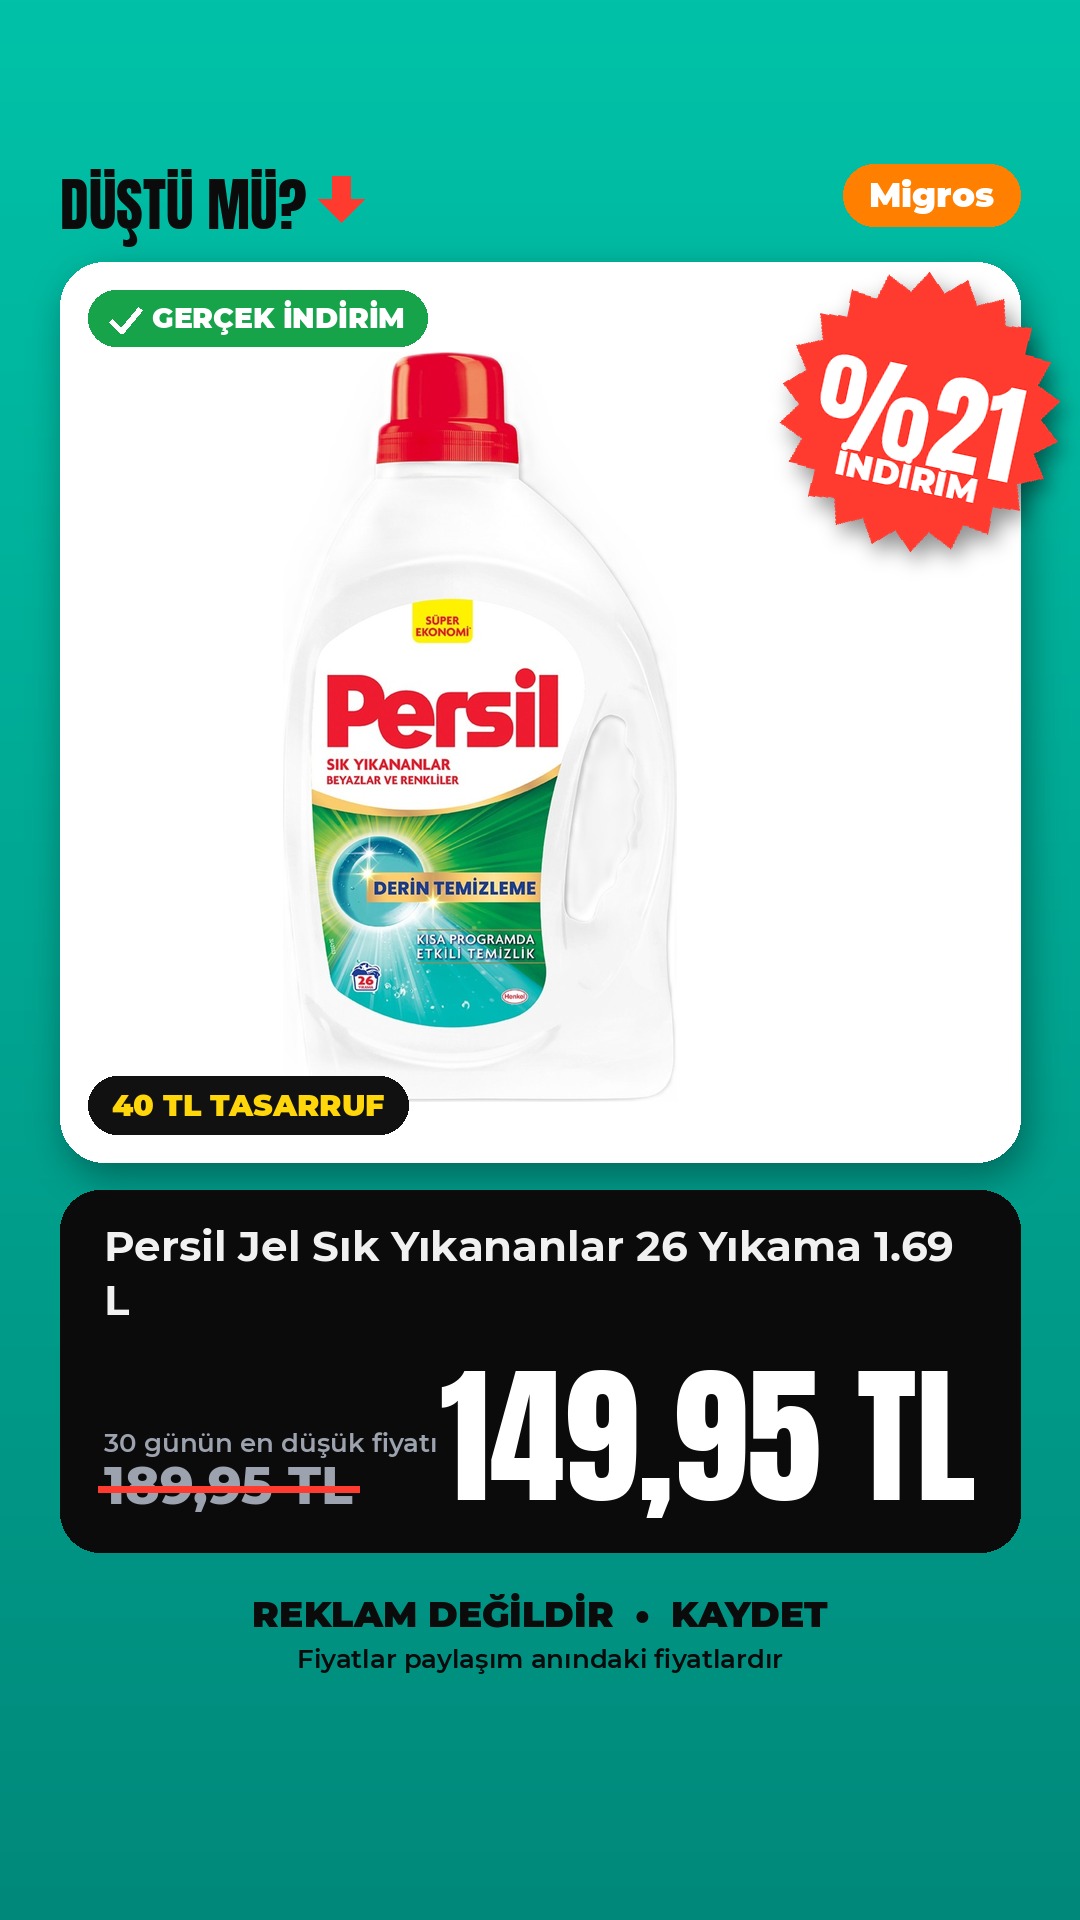 DÜŞTÜ MÜ?
Migros
GERÇEK İNDİRİM
%21
İNDİRİM
SÜPER
EKONOMİ
Persil
SIK YIKANANLAR
BEYAZLAR VE RENKLİLER
DERİN TEMİZLEME
KISA PROGRAMDA
ETKİLİ TEMİZLİK
26
Henkel
40 TL TASARRUF
Persil Jel Sık Yıkananlar 26 Yıkama 1.69
L
30 günün en düşük fiyatı
189,95 TL
149,95 TL
REKLAM DEĞİLDİR • KAYDET
Fiyatlar paylaşım anındaki fiyatlardır